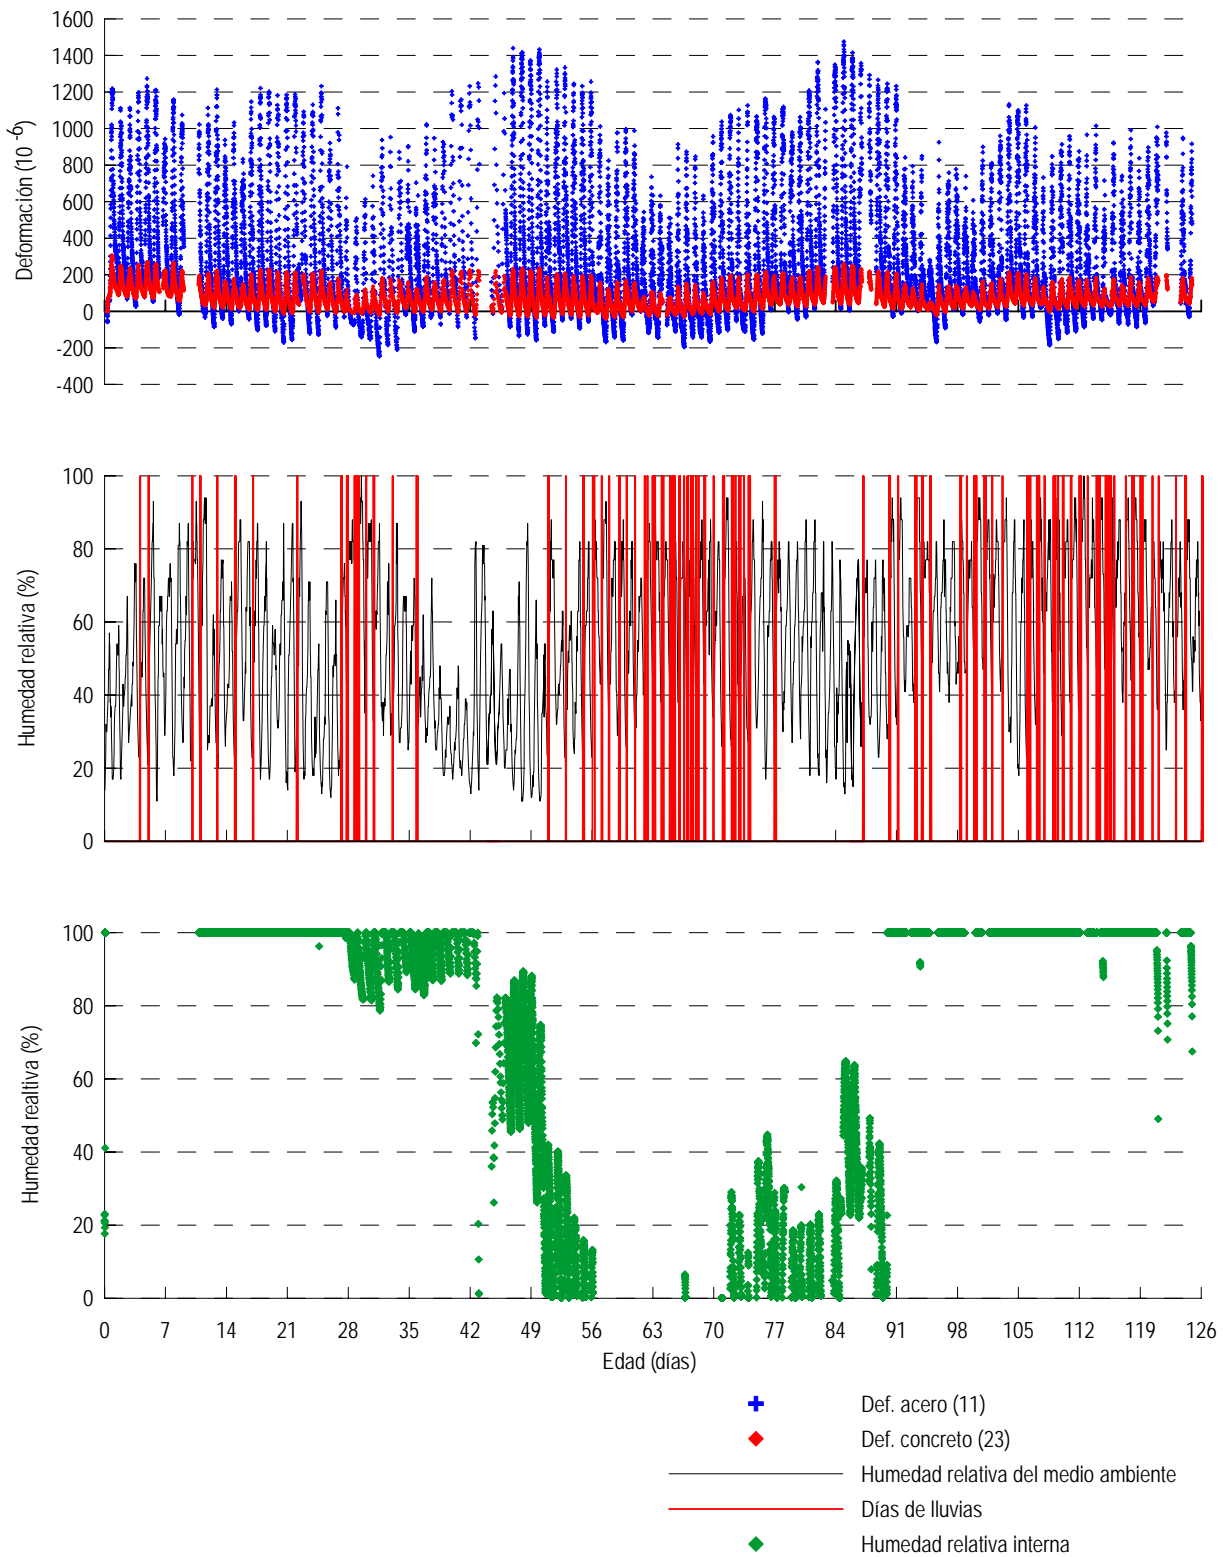 1600
1400
1200
1000
800
600
400
200
0
-200
-400
Deformación (10 -6)
100
80
60
40
20
0
Humedad relativa (%)
100
80
60
40
20
0
Humedad realtiva (%)
0 7 14 21 28 35 42 49 56 63 70 77 84 91 98 105 112 119 126
Edad (días)
Def. acero (11)
Def. concreto (23)
Humedad relativa del medio ambiente
Días de lluvias
Humedad relativa interna